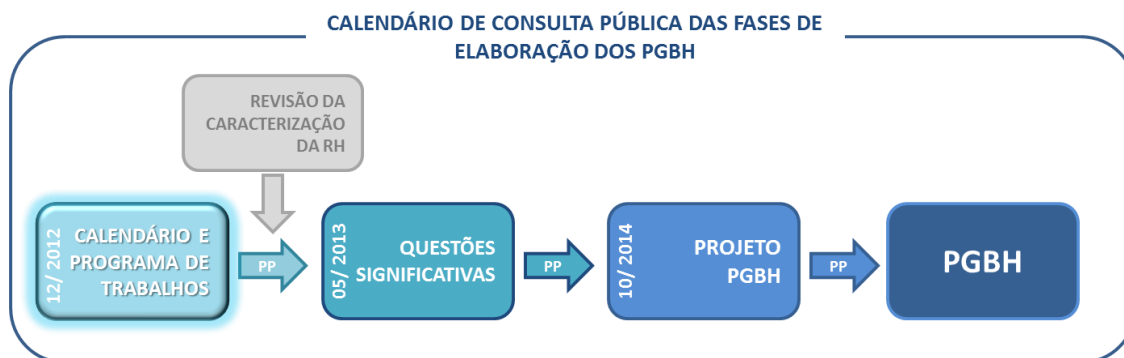 CALENDÁRIO DE CONSULTA PÚBLICA DAS FASES DE
ELABORAÇÃO DOS PGBH
REVISÃO DA
CARACTERIZAÇÃO
DA RH
12/ 2012
CALENDÁRIO E
PROGRAMA DE
TRABALHOS
PP
05/ 2013
QUESTÕES
SIGNIFICATIVAS
PP
10/ 2014
PROJETO
PGBH
PP
PGBH